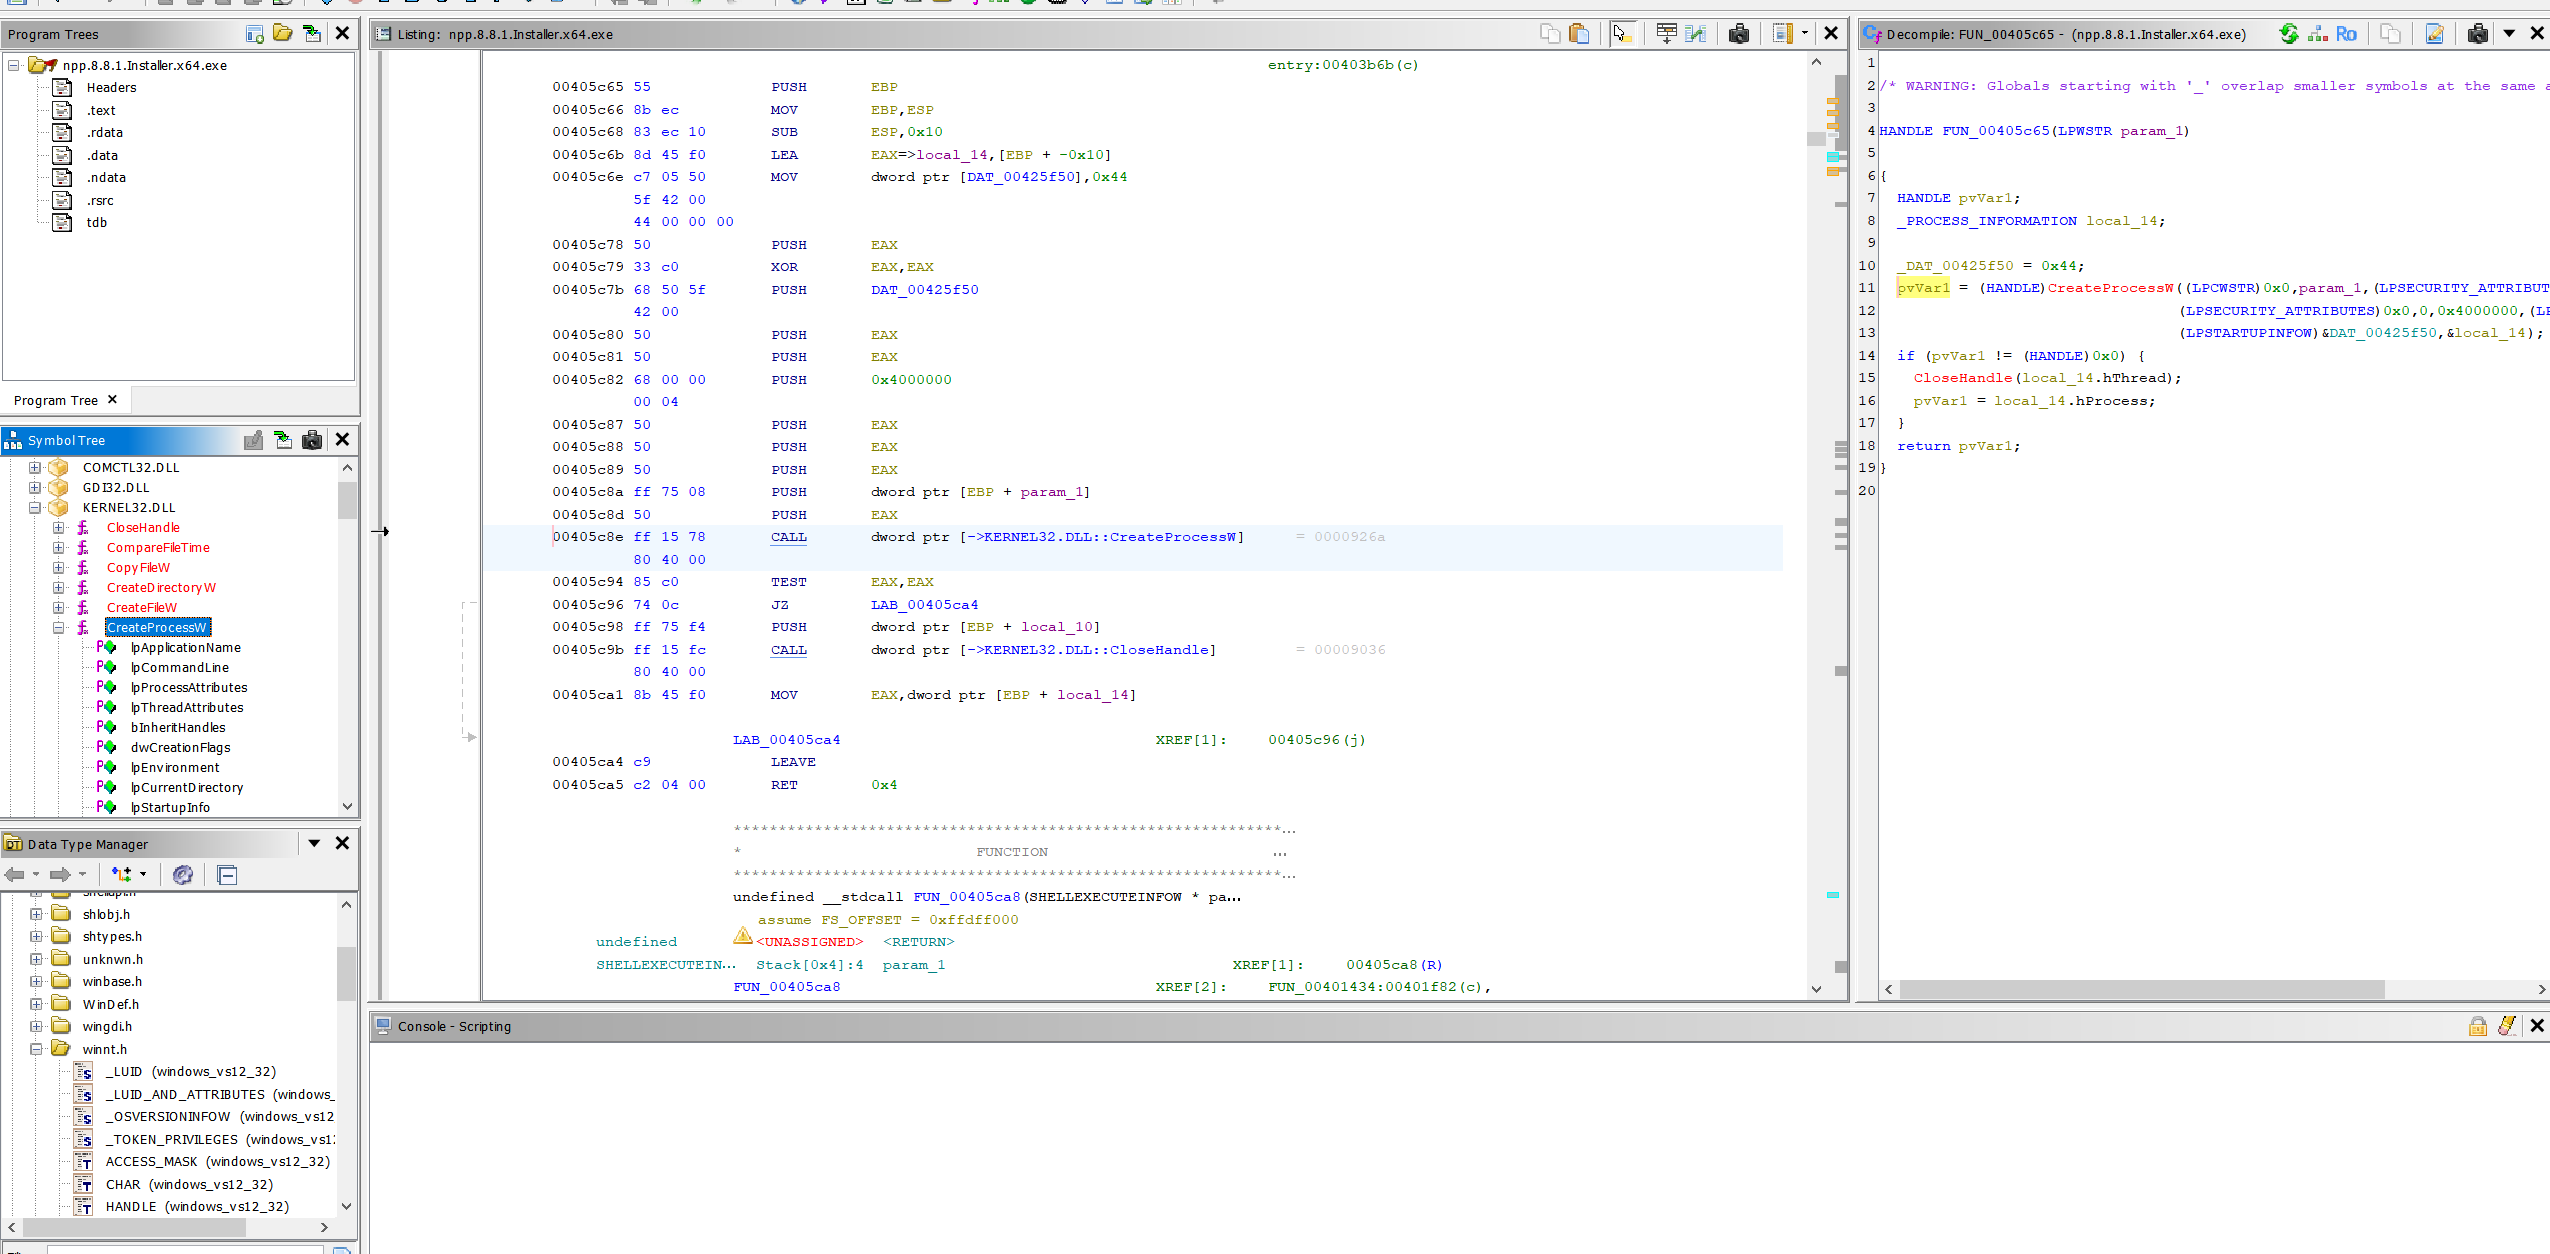 Program Trees
npp.8.8.1.Installer.x64.exe
Headers
.text
.rdata
.data
.ndata
.rsrc
tdb
Program Tree
Symbol Tree
COMCTL32.DLL
GDI32.DLL
KERNEL32.DLL
CloseHandle
CompareFileTime
CopyFileW
CreateDirectoryW
CreateFileW
CreateProcessW
lpApplicationName
lpCommandLine
lpProcessAttributes
lpThreadAttributes
bInheritHandles
dwCreationFlags
lpEnvironment
lpCurrentDirectory
lpStartupInfo
Data Type Manager
shlobj.h
shtypes.h
unknwn.h
winbase.h
WinDef.h
wingdi.h
winnt.h
_LUID (windows_vs12_32)
_LUID_AND_ATTRIBUTES (windows_
_OSVERSIONINFOW (windows_vs12
_TOKEN_PRIVILEGES (windows_vs1
ACCESS_MASK (windows_vs12_32)
CHAR (windows_vs12_32)
HANDLE (windows_vs12_32)
Listing: npp.8.8.1.Installer.x64.exe
entry:00403b6b(c)
00405c65 55 PUSH EBP
00405c66 8b ec MOV EBP,ESP
00405c68 83 ec 10 SUB ESP,0x10
00405c6b 8d 45 f0 LEA EAX=>local_14,[EBP + -0x10]
00405c6e c7 05 50 MOV dword ptr [DAT_00425f50],0x44
5f 42 00
44 00 00 00
00405c78 50 PUSH EAX
00405c79 33 c0 XOR EAX,EAX
00405c7b 68 50 5f PUSH DAT_00425f50
42 00
00405c80 50 PUSH EAX
00405c81 50 PUSH EAX
00405c82 68 00 00 PUSH 0x4000000
00 04
00405c87 50 PUSH EAX
00405c88 50 PUSH EAX
00405c89 50 PUSH EAX
00405c8a ff 75 08 PUSH dword ptr [EBP + param_1]
00405c8d 50 PUSH EAX
00405c8e ff 15 78 CALL dword ptr [->KERNEL32.DLL::CreateProcessW] = 0000926a
80 40 00
00405c94 85 c0 TEST EAX,EAX
00405c96 74 0c JZ LAB_00405ca4
00405c98 ff 75 f4 PUSH dword ptr [EBP + local_10]
00405c9b ff 15 fc CALL dword ptr [->KERNEL32.DLL::CloseHandle] = 00009036
80 40 00
00405ca1 8b 45 f0 MOV EAX,dword ptr [EBP + local_14]
LAB_00405ca4 XREF[1]: 00405c96(j)
00405ca4 c9 LEAVE
00405ca5 c2 04 00 RET 0x4
*************************************************************...
* FUNCTION ...
*************************************************************...
undefined __stdcall FUN_00405ca8(SHELLEXECUTEINFOW * pa...
assume FS_OFFSET = 0xffdff000
undefined <UNASSIGNED> <RETURN>
SHELLEXECUTEIN... Stack[0x4]:4 param_1 XREF[1]: 00405ca8(R)
FUN_00405ca8 XREF[2]: FUN_00401434:00401f82(c),
Decompile: FUN_00405c65 - (npp.8.8.1.Installer.x64.exe)
Ro
1
2 /* WARNING: Globals starting with '_' overlap smaller symbols at the same a
3
4 HANDLE FUN_00405c65(LPWSTR param_1)
5
6 {
7 HANDLE pvVar1;
8 _PROCESS_INFORMATION local_14;
9
10 _DAT_00425f50 = 0x44;
11 pvVar1 = (HANDLE)CreateProcessW((LPCWSTR)0x0,param_1,(LPSECURITY_ATTRIBUT
12 (LPSECURITY_ATTRIBUTES)0x0,0,0x4000000,(LP
13 (LPSTARTUPINFOW)&DAT_00425f50,&local_14);
14 if (pvVar1 != (HANDLE)0x0) {
15 CloseHandle(local_14.hThread);
16 pvVar1 = local_14.hProcess;
17 }
18 return pvVar1;
19 }
20
Console - Scripting